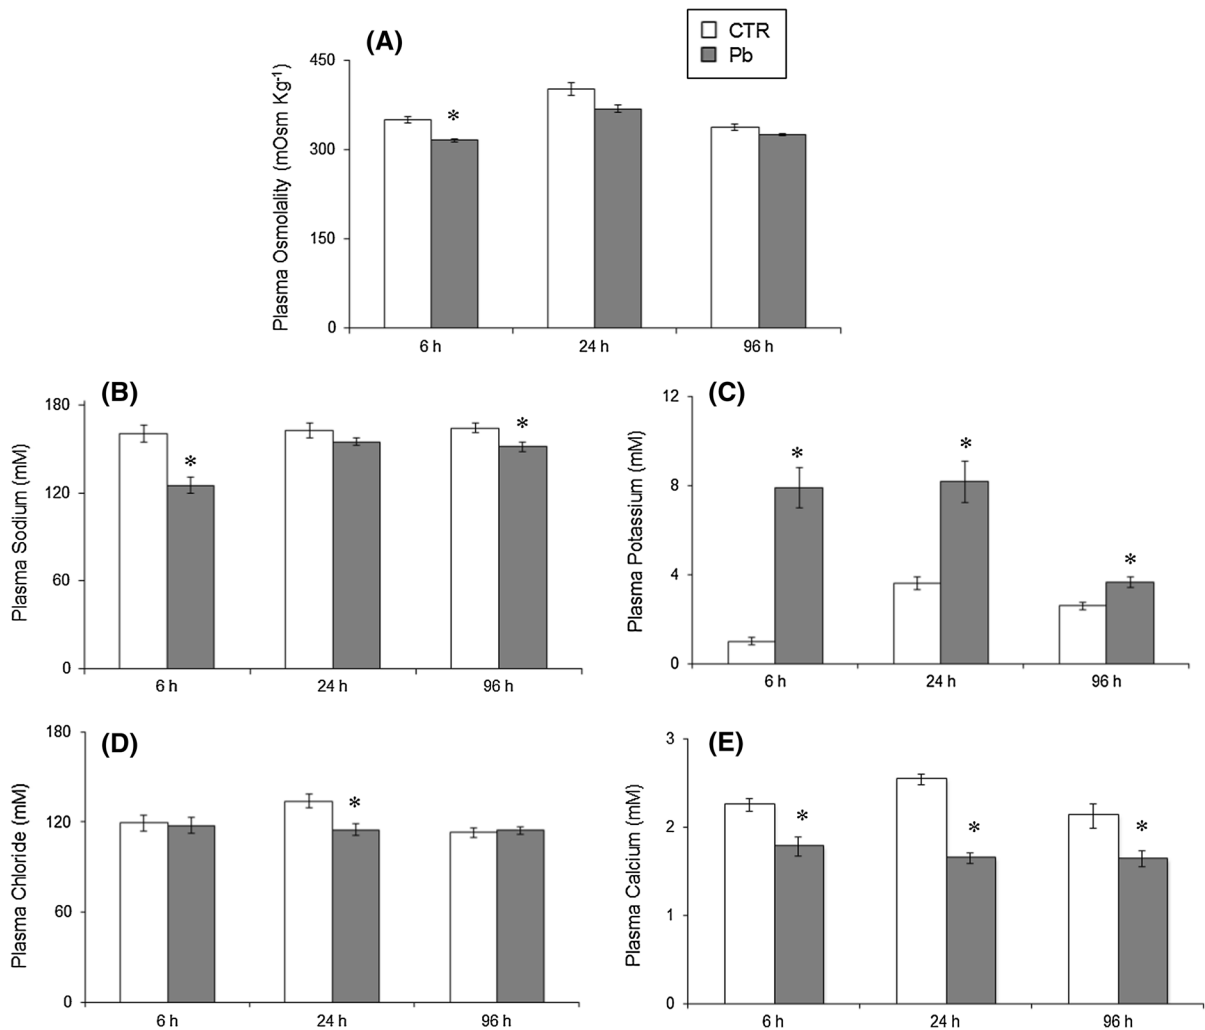 CTR
Pb
(A)
Plasma Osmolality (mOsm Kg-1)
450
300
150
0
*
6 h
24 h
96 h
(B)
Plasma Sodium (mM)
180
120
60
0
*
*
6 h
24 h
96 h
(C)
Plasma Potassium (mM)
12
8
4
0
*
*
*
6 h
24 h
96 h
(D)
Plasma Chloride (mM)
180
120
60
0
*
6 h
24 h
96 h
(E)
Plasma Calcium (mM)
3
2
1
0
*
*
*
6 h
24 h
96 h